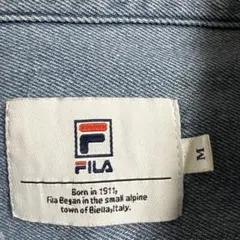 FILA
Born in 1911,
Fila Began in the small alpine
town of Biella,Italy.
M